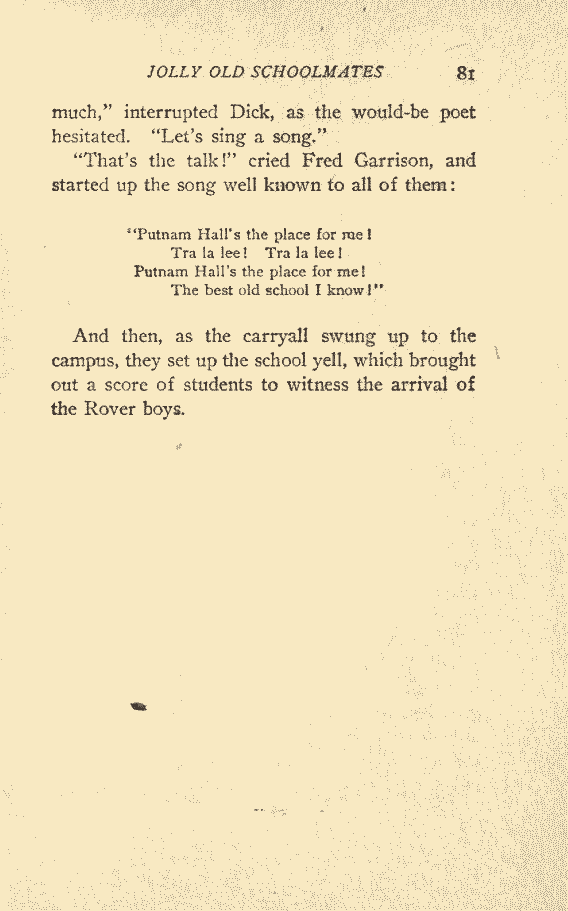 JOLLY OLD SCHOOLMATES 81
much,” interrupted Dick, as the would-be poet
hesitated. “Let’s sing a song.”
“That’s the talk!” cried Fred Garrison, and
started up the song well known to all of them:
“Putnam Hall’s the place for me!
Tra la lee! Tra la lee!
Putnam Hall’s the place for me!
The best old school I know!”
And then, as the carryall swung up to the
campus, they set up the school yell, which brought
out a score of students to witness the arrival of
the Rover boys.